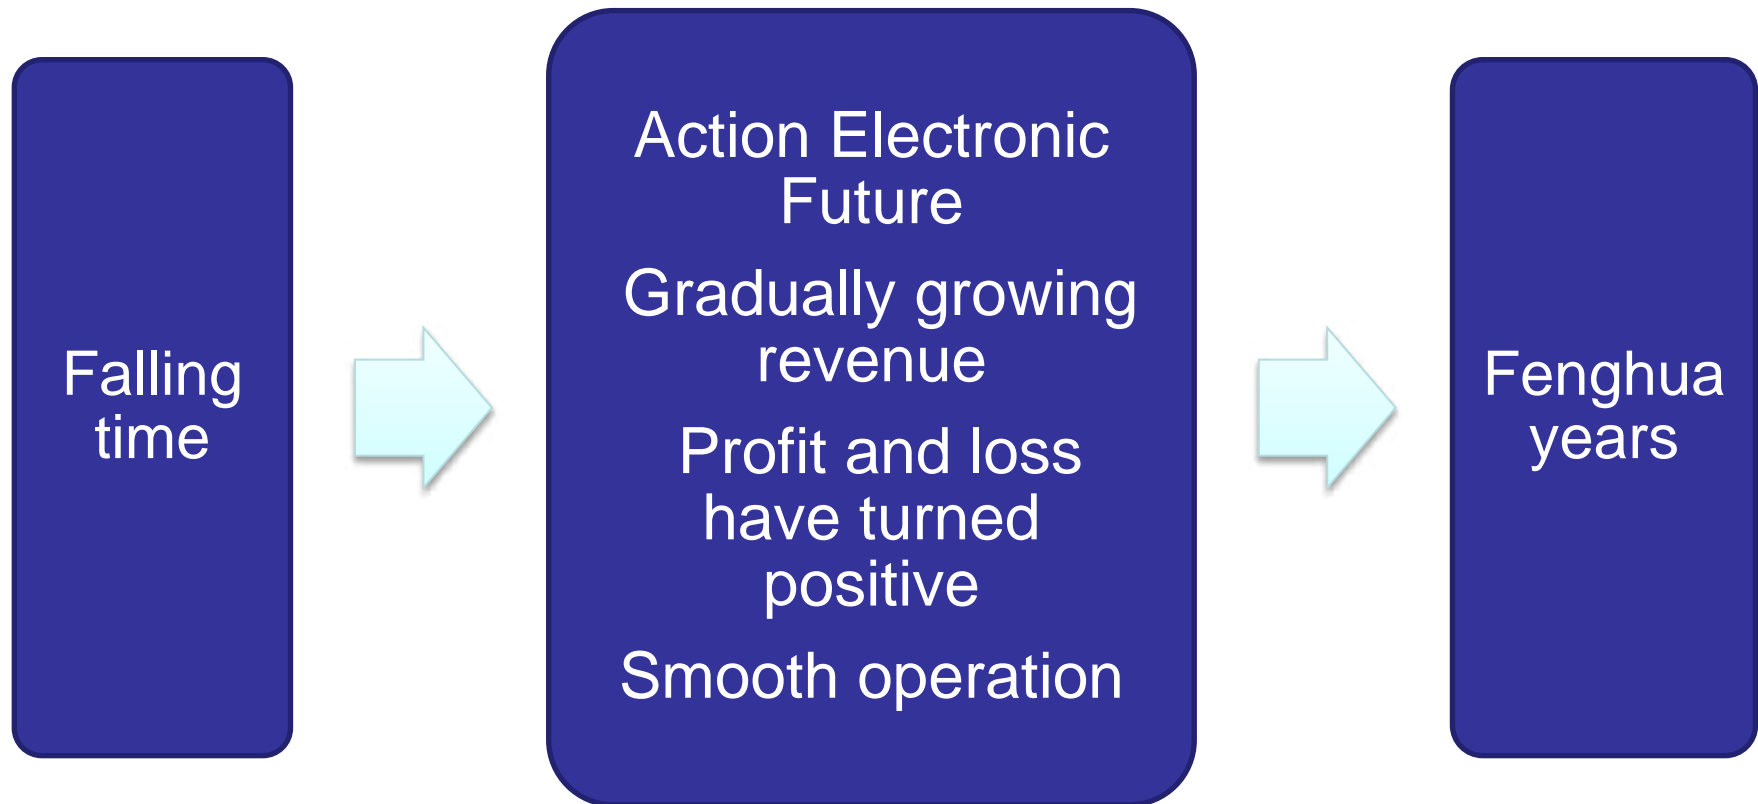 Falling
time
Action Electronic
Future
Gradually growing
revenue
Profit and loss
have turned
positive
Smooth operation
Fenghua
years